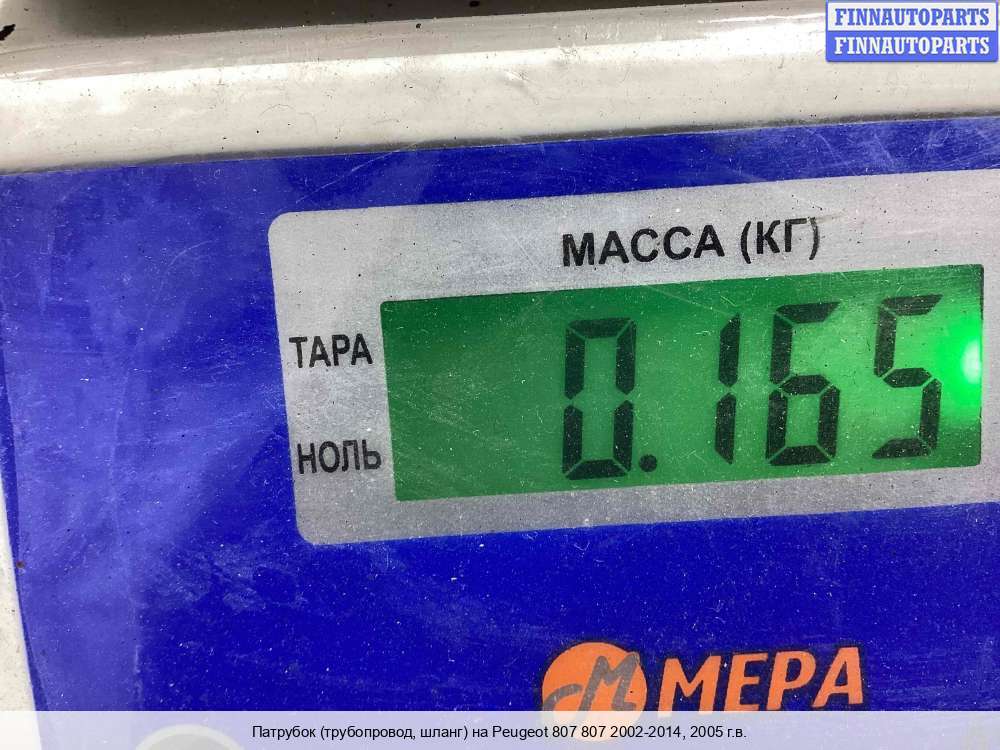 FINNAUTOPARTS
FINNAUTOPARTS
МАССА (КГ)
ТАРА
0.165
НОЛЬ
МЕРА
Патрубок (трубопровод, шланг) на Peugeot 807 807 2002-2014, 2005 г.в.